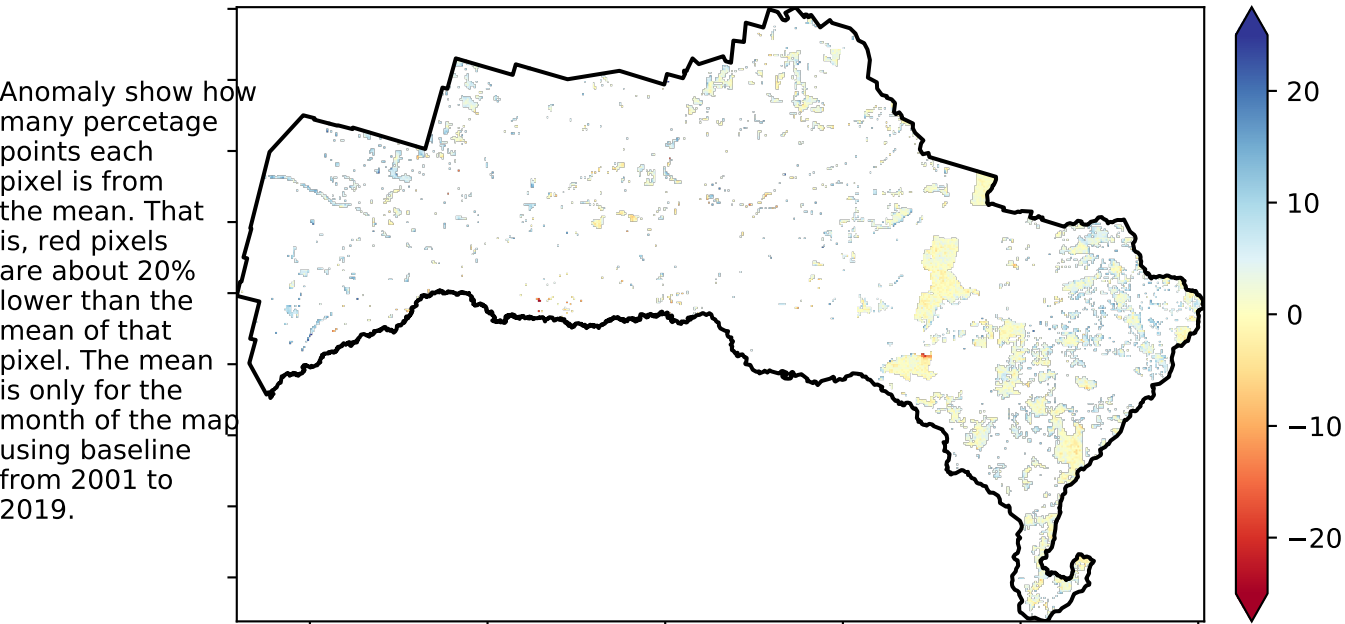 Anomaly show how
many percetage
points each
pixel is from
the mean. That
is, red pixels
are about 20%
lower than the
mean of that
pixel. The mean
is only for the
month of the map
using baseline
from 2001 to
2019.
20
10
0
−10
−20